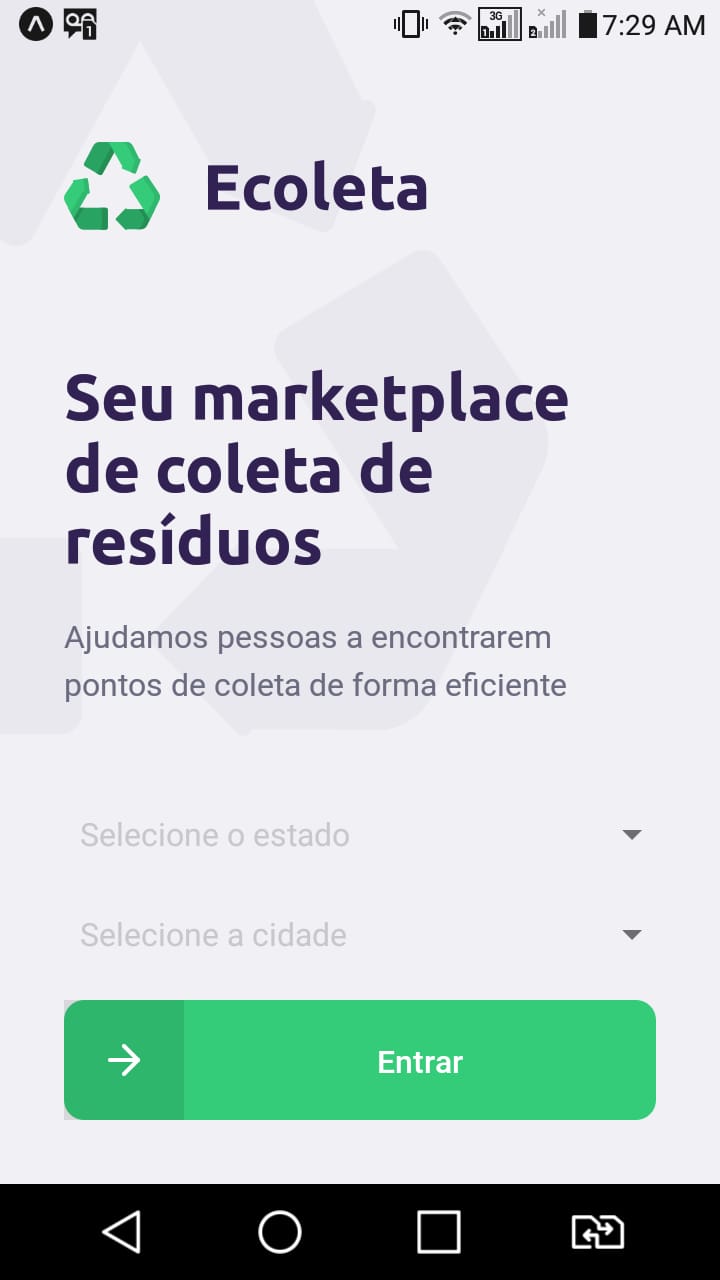 7:29 AM
Ecoleta
Seu marketplace
de coleta de
resíduos
Ajudamos pessoas a encontrarem
pontos de coleta de forma eficiente
Selecione o estado
Selecione a cidade
Entrar